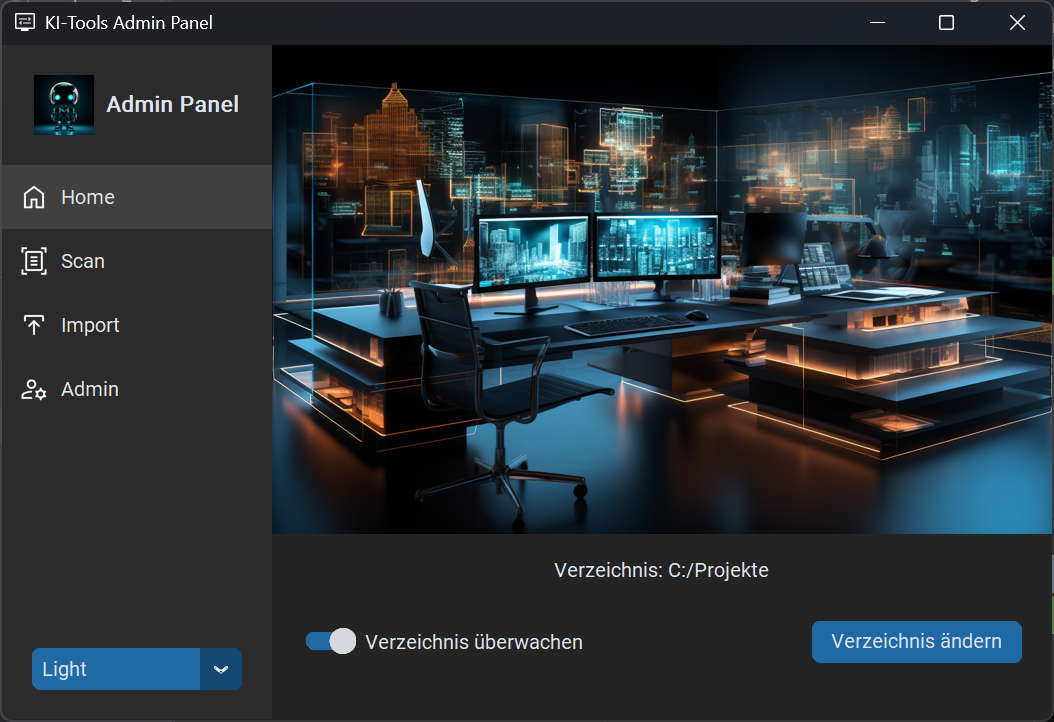 KI-Tools Admin Panel
Admin Panel
Home
Scan
Import
Admin
Verzeichnis: C:/Projekte
Verzeichnis überwachen
Verzeichnis ändern
Light